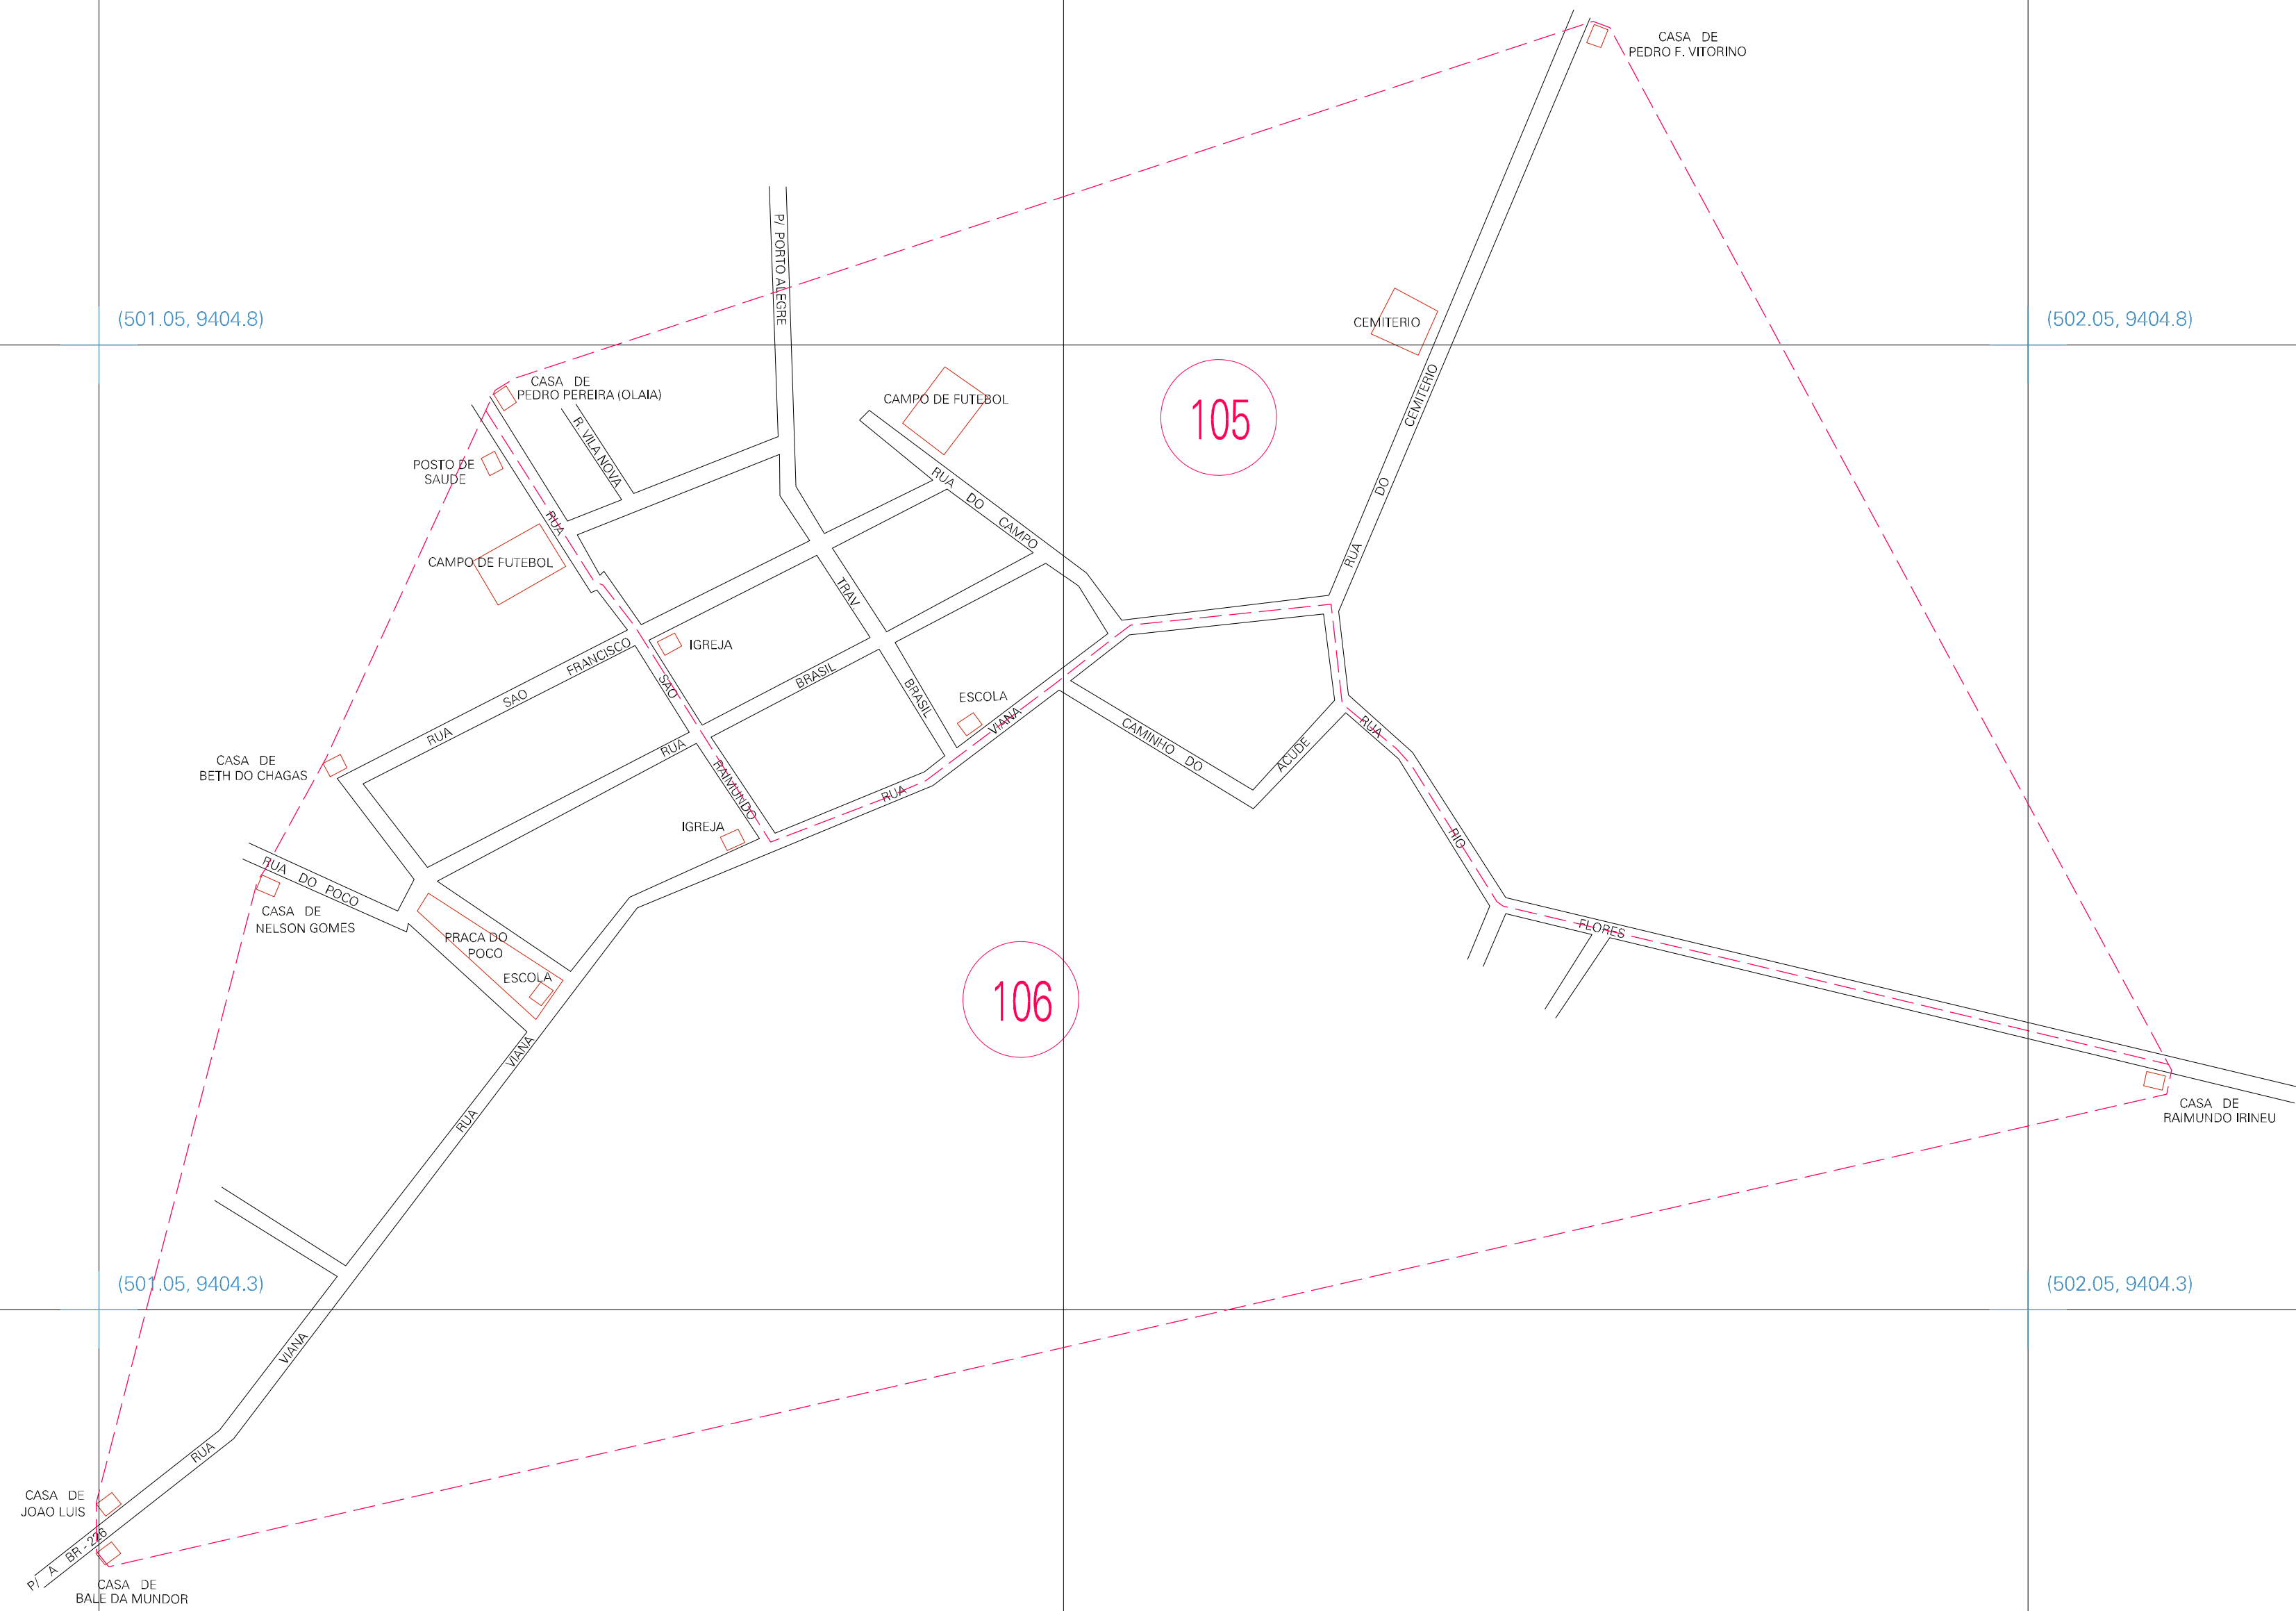 CASA DE
PEDRO F. VITORINO
P/ PORTO ALEGRE
(501.05, 9404.8)
(502.05, 9404.8)
CEMITERIO
CASA DE
PEDRO PEREIRA (OLAIA)
CAMPO DE FUTEBOL
105
RUA DO CEMITERIO
R. VILA NOVA
POSTO DE
SAUDE
RUA DO CAMPO
RUA SAO RAIMUNDO
CAMPO DE FUTEBOL
TRAV BRASIL
IGREJA
RUA SAO FRANCISCO
RUA BRASIL
ESCOLA
RUA VIANA
CAMINHO DO ACUDE
RUA RIO FLORES
CASA DE
BETH DO CHAGAS
IGREJA
RUA DO POCO
CASA DE
NELSON GOMES
PRACA DO
POCO
ESCOLA
106
RUA VIANA
CASA DE
RAIMUNDO IRINEU
(501.05, 9404.3)
(502.05, 9404.3)
RUA VIANA
CASA DE
JOAO LUIS
P/ A BR - 226
CASA DE
BALE DA MUNDOR